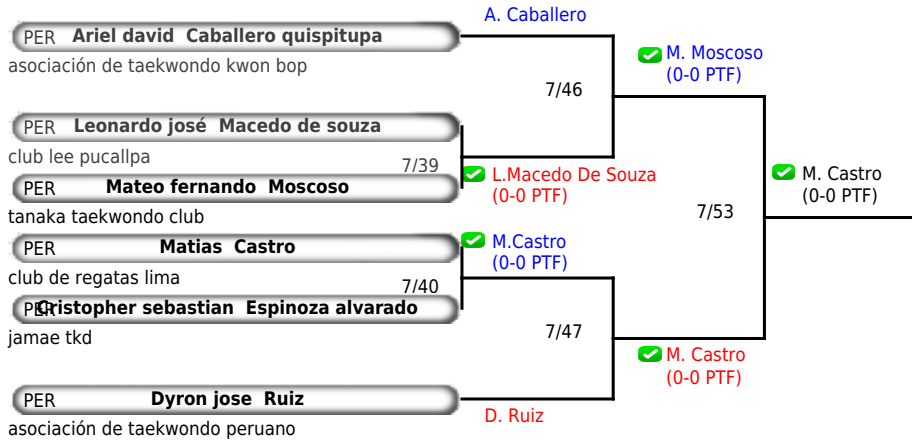 A. Caballero
PER Ariel david Caballero quispitupa
asociación de taekwondo kwon bop
7/46
M. Moscoso
(0-0 PTF)
PER Leonardo josé Macedo de souza
club lee pucallpa
7/39
L.Macedo De Souza
(0-0 PTF)
PER Mateo fernando Moscoso
tanaka taekwondo club
7/53
M. Castro
(0-0 PTF)
PER Matias Castro
club de regatas lima
M.Castro
(0-0 PTF)
7/40
PER Cristopher sebastian Espinoza alvarado
jamae tkd
7/47
M. Castro
(0-0 PTF)
PER Dyron jose Ruiz
asociación de taekwondo peruano
D. Ruiz